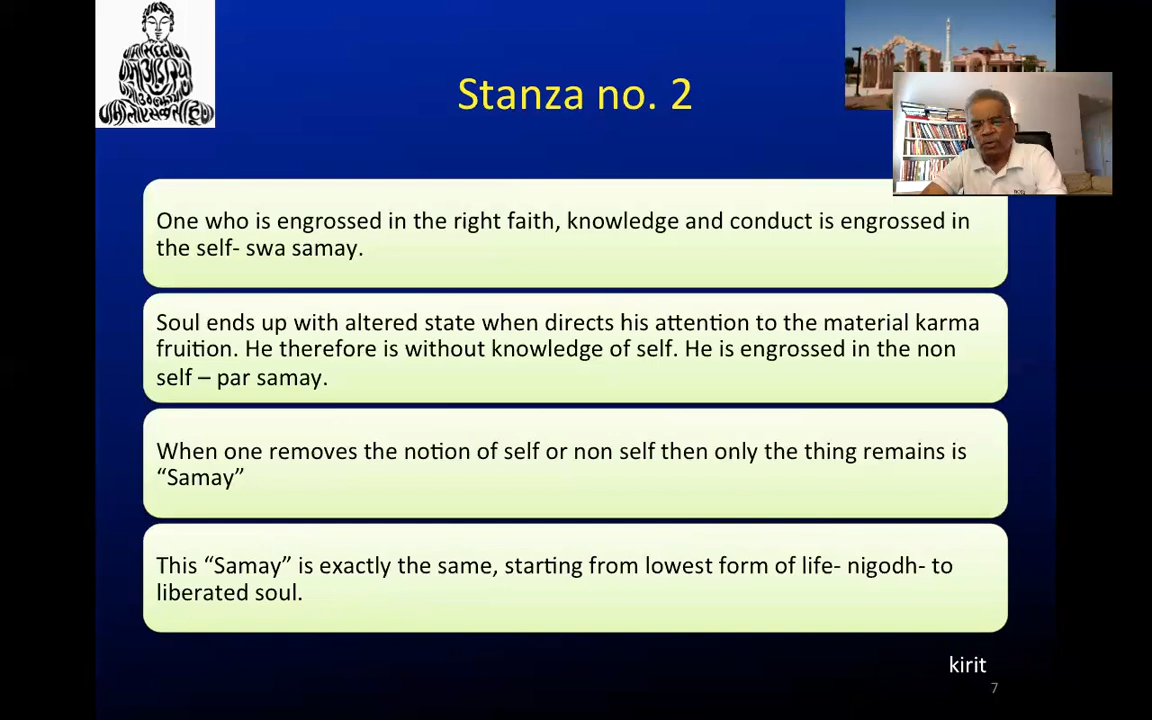 Stanza no. 2
One who is engrossed in the right faith, knowledge and conduct is engrossed in
the self- swa samay.
Soul ends up with altered state when directs his attention to the material karma
fruition. He therefore is without knowledge of self. He is engrossed in the non
self – par samay.
When one removes the notion of self or non self then only the thing remains is
“Samay”
This “Samay” is exactly the same, starting from lowest form of life- nigodh- to
liberated soul.
kirit
7